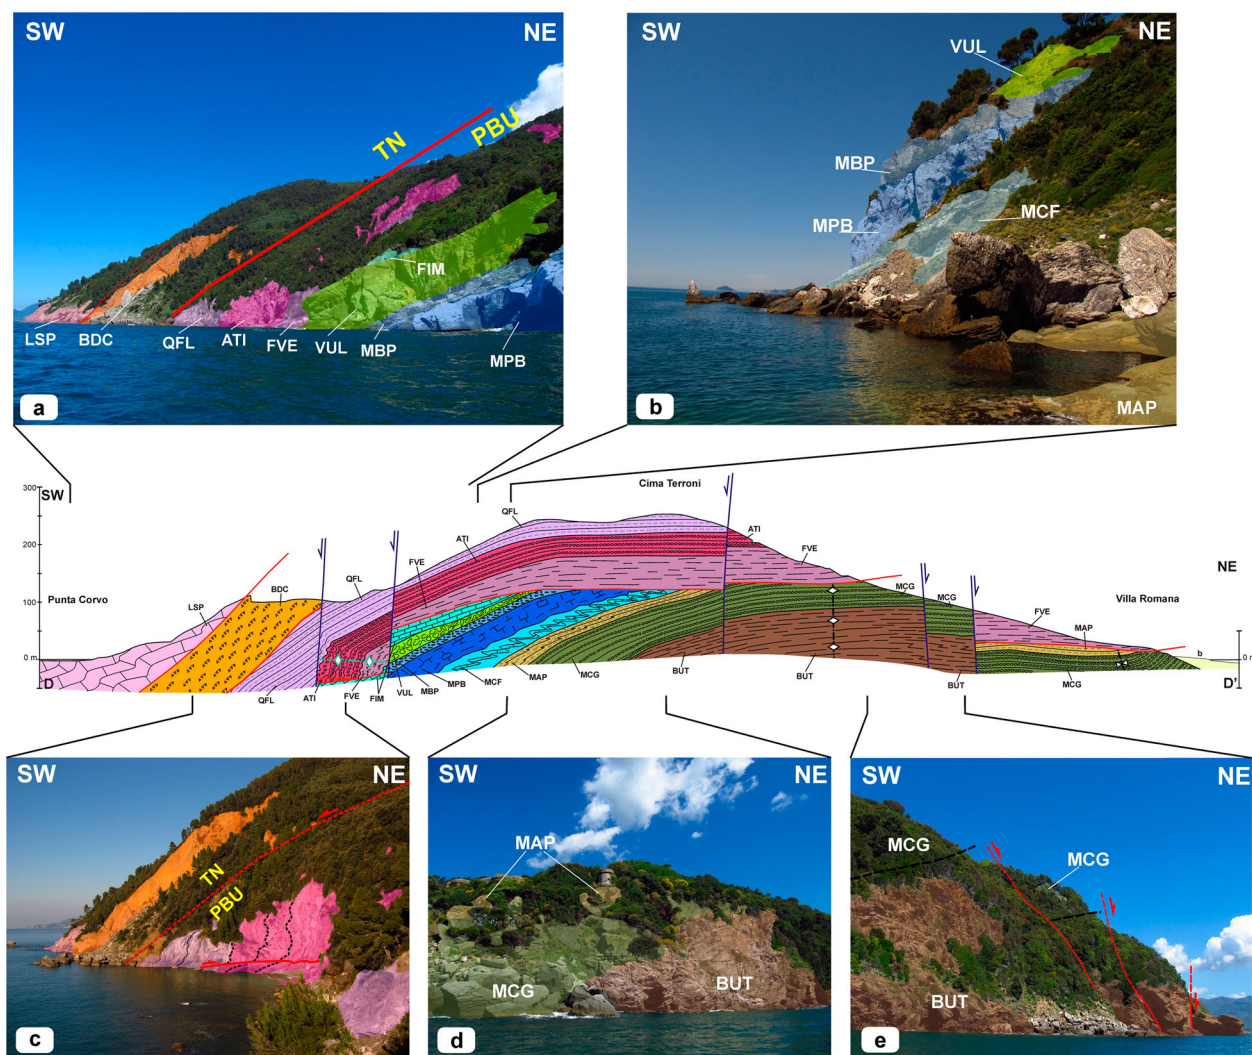 SW NE
TN
PBU
FIM
LSP BDC QFL ATI FVE VUL MBP MPB
a
SW NE
VUL
MBP
MCF
MPB
MAP
b
300
SW
Cima Terroni
QFL
ATI
ATI
200
FVE
FVE
NE
QFL
BDC
LSP
MCG
MCG
100
Punta Corvo
Villa Romana
FVE
MAP
0 m
b
0 m
D
D'
QFL
ATI
FVE
FIM
VUL
MBP
MPB
MCF
MAP
MCG
BUT
BUT
BUT
MCG
SW NE
TN
PBU
c
SW NE
MAP
MCG
BUT
d
SW NE
MCG
MCG
BUT
e